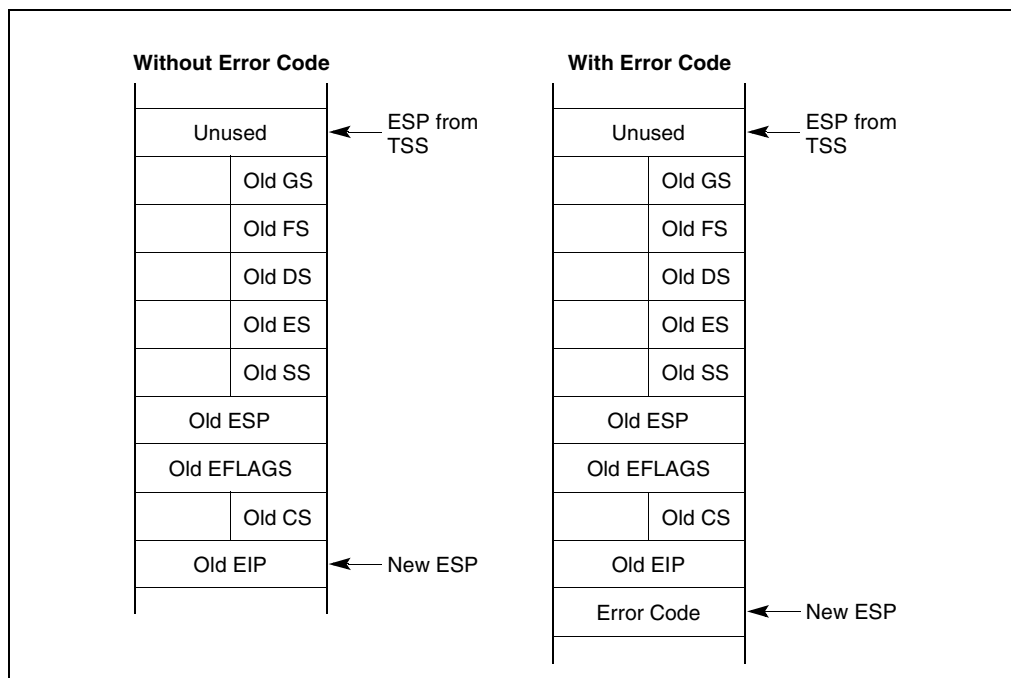 Without Error Code
Unused
ESP from
TSS
Old GS
Old FS
Old DS
Old ES
Old SS
Old ESP
Old EFLAGS
Old CS
Old EIP
New ESP
With Error Code
Unused
ESP from
TSS
Old GS
Old FS
Old DS
Old ES
Old SS
Old ESP
Old EFLAGS
Old CS
Old EIP
Error Code
New ESP